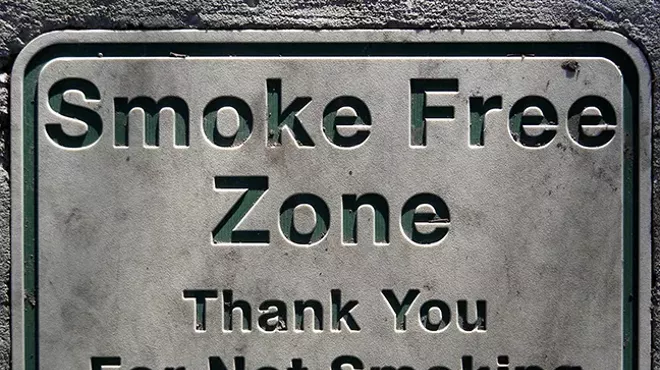 Smoke Free
Zone
Thank You
For Not Smoking